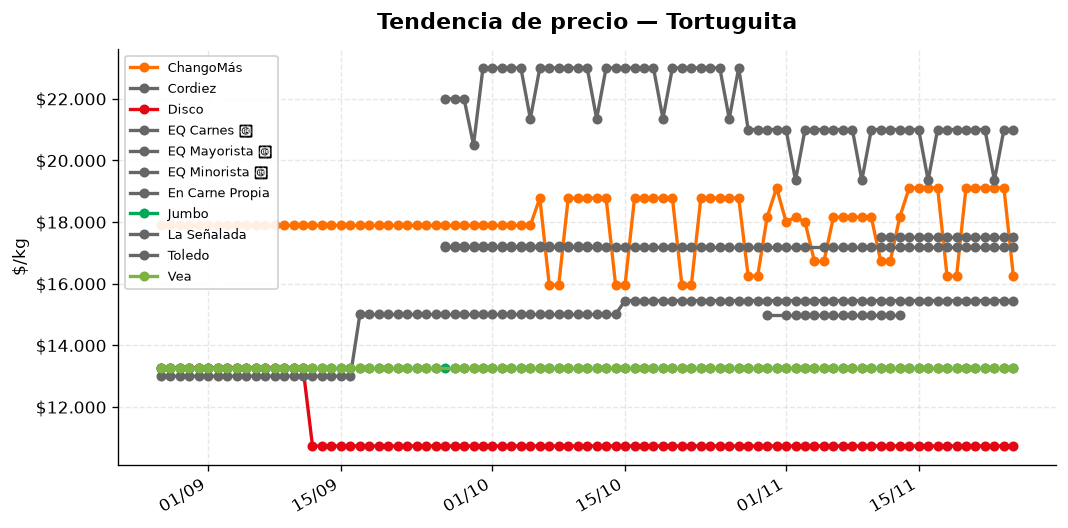 Tendencia de precio — Tortuguita
$/kg
$22.000
$20.000
$18.000
$16.000
$14.000
$12.000
ChangoMás
Cordiez
Disco
EQ Carnes
EQ Mayorista
EQ Minorista
En Carne Propia
Jumbo
La Señalada
Toledo
Vea
01/09
15/09
01/10
15/10
01/11
15/11